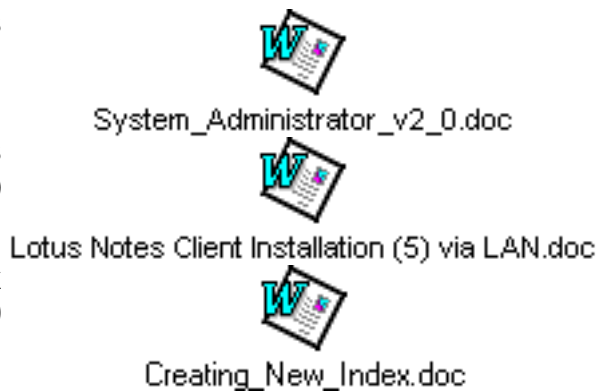 System_Administrator_v2_0.doc
Lotus Notes Client Installation (5) via LAN.doc
Creating_New_Index.doc